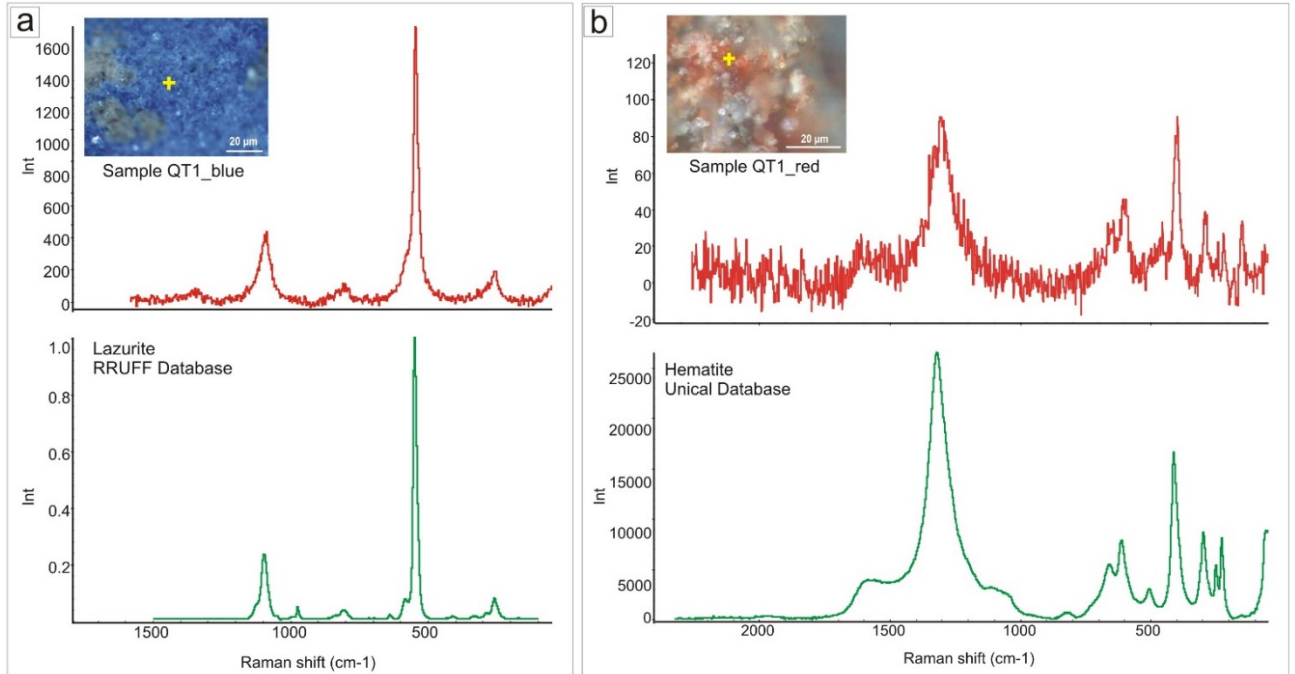 a
1600
1400
1200
1000
800
600
400
200
0
Int
20 µm
Sample QT1_blue
Lazurite
RRUFF Database
1.0
0.8
0.6
0.4
0.2
Int
1500
1000
500
Raman shift (cm-1)
b
120
100
80
60
40
20
0
-20
Int
20 µm
Sample QT1_red
Hematite
Unical Database
25000
20000
15000
10000
5000
0
Int
2000
1500
1000
500
Raman shift (cm-1)